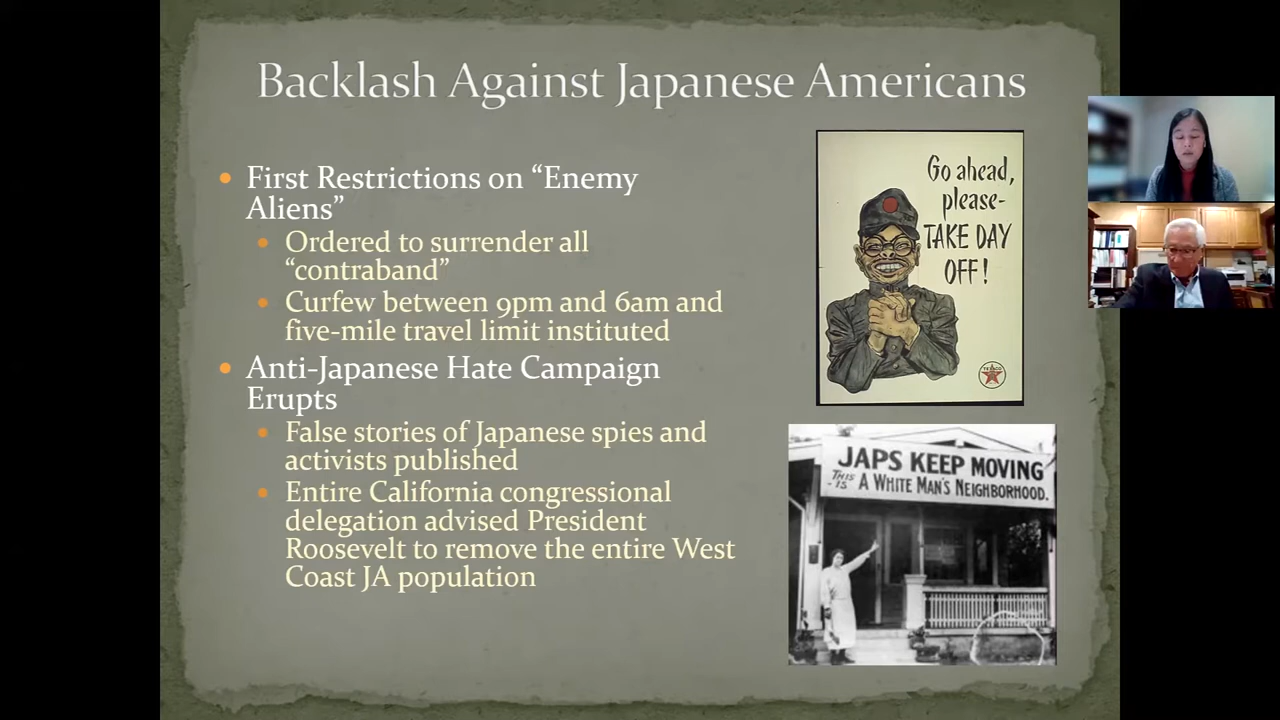 Backlash Against Japanese Americans
First Restrictions on “Enemy
Aliens”
Ordered to surrender all
“contraband”
Curfew between 9pm and 6am and
five-mile travel limit instituted
Anti-Japanese Hate Campaign
Erupts
False stories of Japanese spies and
activists published
Entire California congressional
delegation advised President
Roosevelt to remove the entire West
Coast JA population
Go ahead,
please-
TAKE DAY
OFF!
TEXACO
JAPS KEEP MOVING
THIS IS A WHITE MAN'S NEIGHBORHOOD.